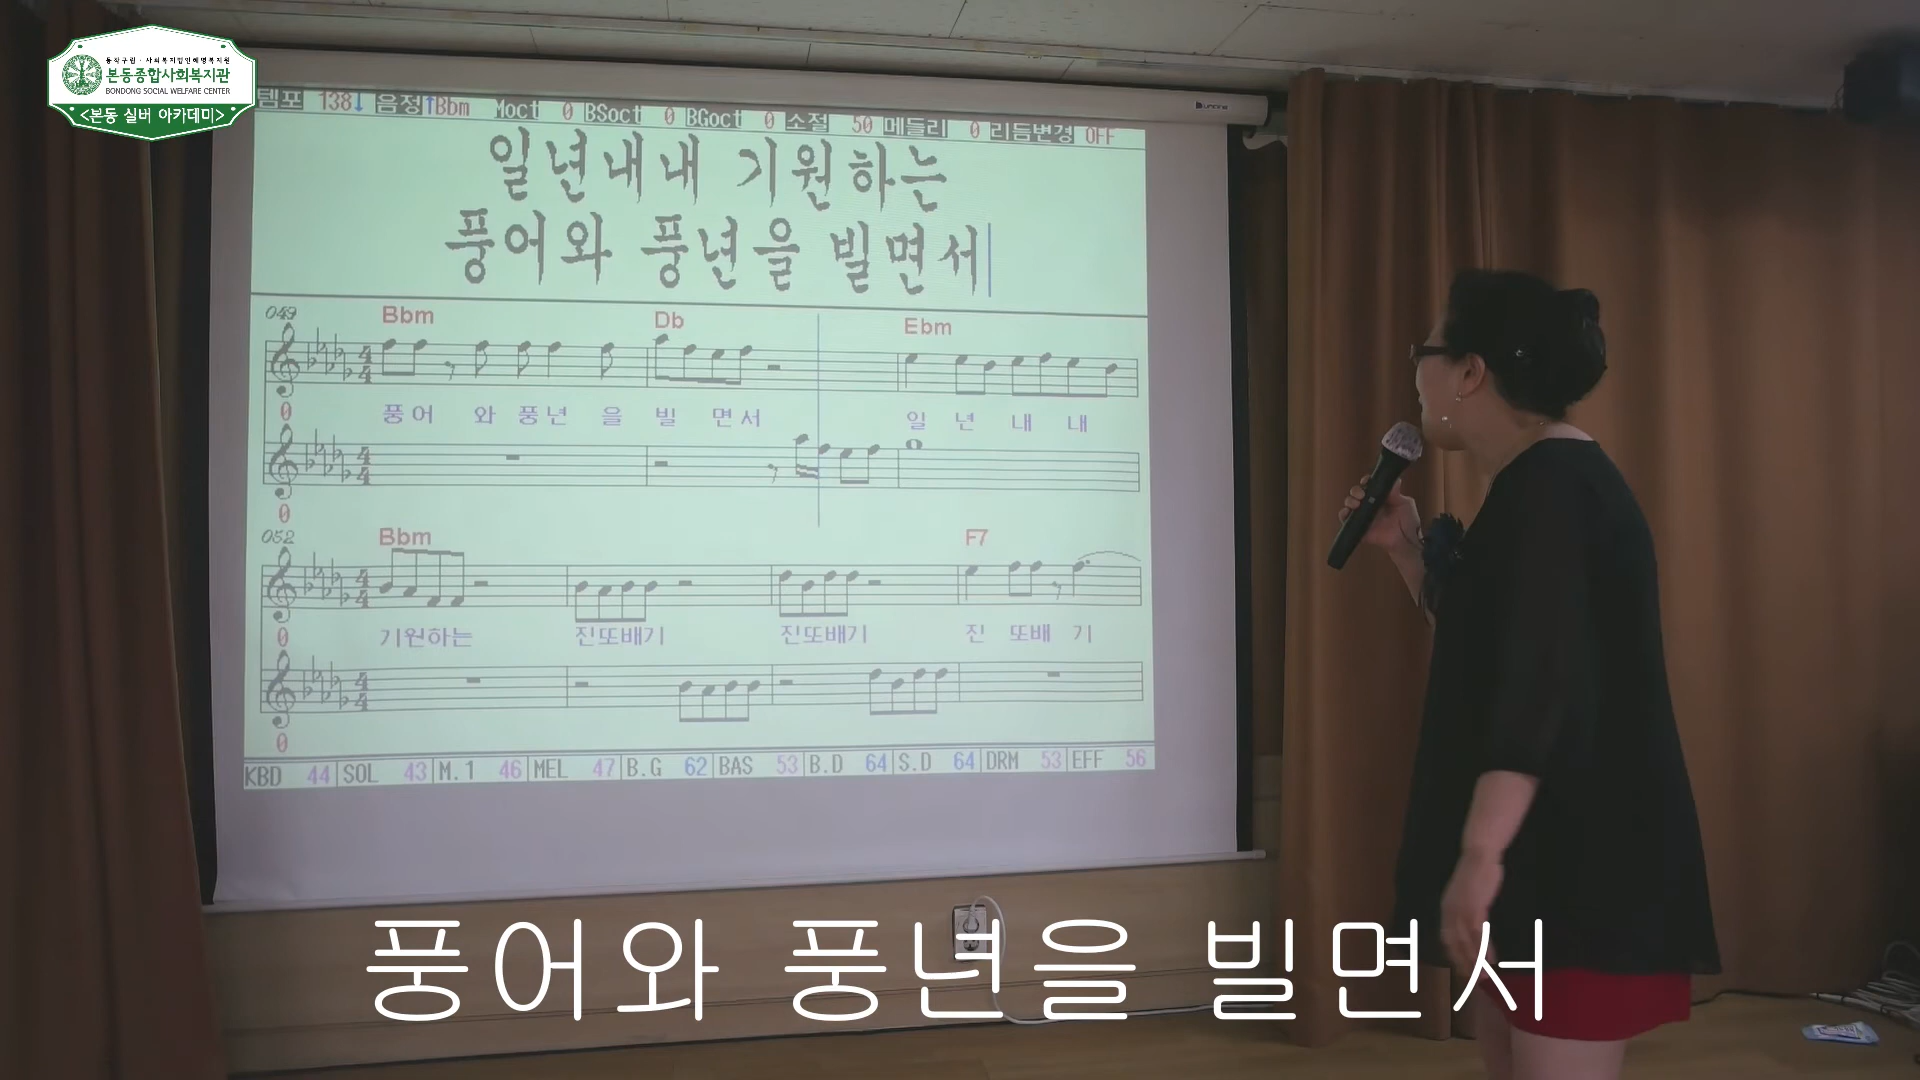 동작구립·사회복지법인혜명복지원
본동종합사회복지관
BONDONG SOCIAL WELFARE CENTER
<본동 실버 아카데미>
템포 138↓ 음정↑Bbm Moct 0 BSoct 0 BGoct 0 소절 50 메들리 0 리듬변경 OFF
일년내내 기원하는
풍어와 풍년을 빌면서
049 Bbm Db Ebm
풍어 와 풍년 을 빌 면서 일 년 내 내
0
0
052 Bbm F7
기원하는 진또배기 진또배기 진 또배 기
0
0
KBD 44 SOL 43 M.1 46 MEL 47 B.G 62 BAS 53 B.D 64 S.D 64 DRM 53 EFF 56
풍어와 풍년을 빌면서